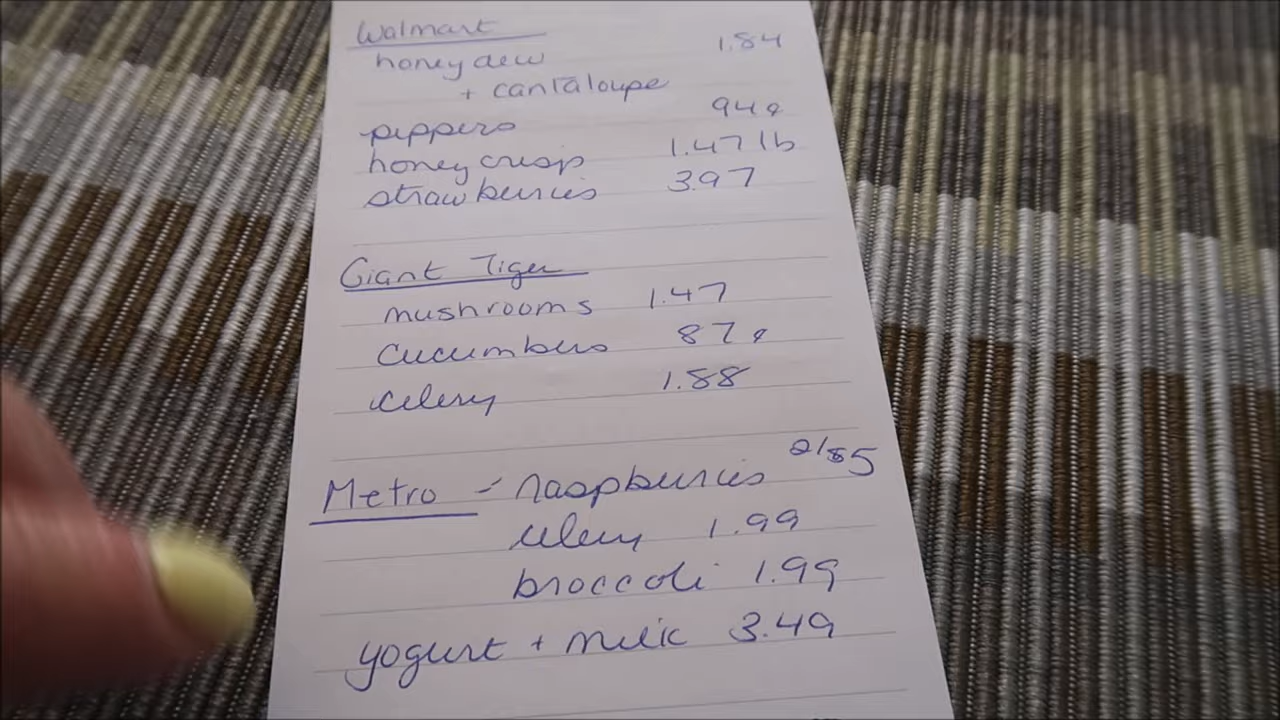 Walmart
honeydew 1.84
+ cantaloupe
peppers 94¢
honeycrisp 1.47 lb
strawberries 3.97
Giant Tiger
mushrooms 1.47
cucumbers 87¢
celery 1.88
Metro - raspberries 2/$5
celery 1.99
broccoli 1.99
yogurt + milk 3.49